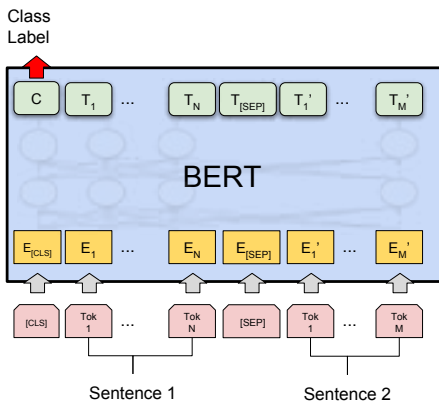 Class
Label
C T1 ... TN T[SEP] T1' ... TM'
BERT
E[CLS] E1 ... EN E[SEP] E1' ... EM'
[CLS] Tok 1 ... Tok N [SEP] Tok 1 ... Tok M
Sentence 1 Sentence 2